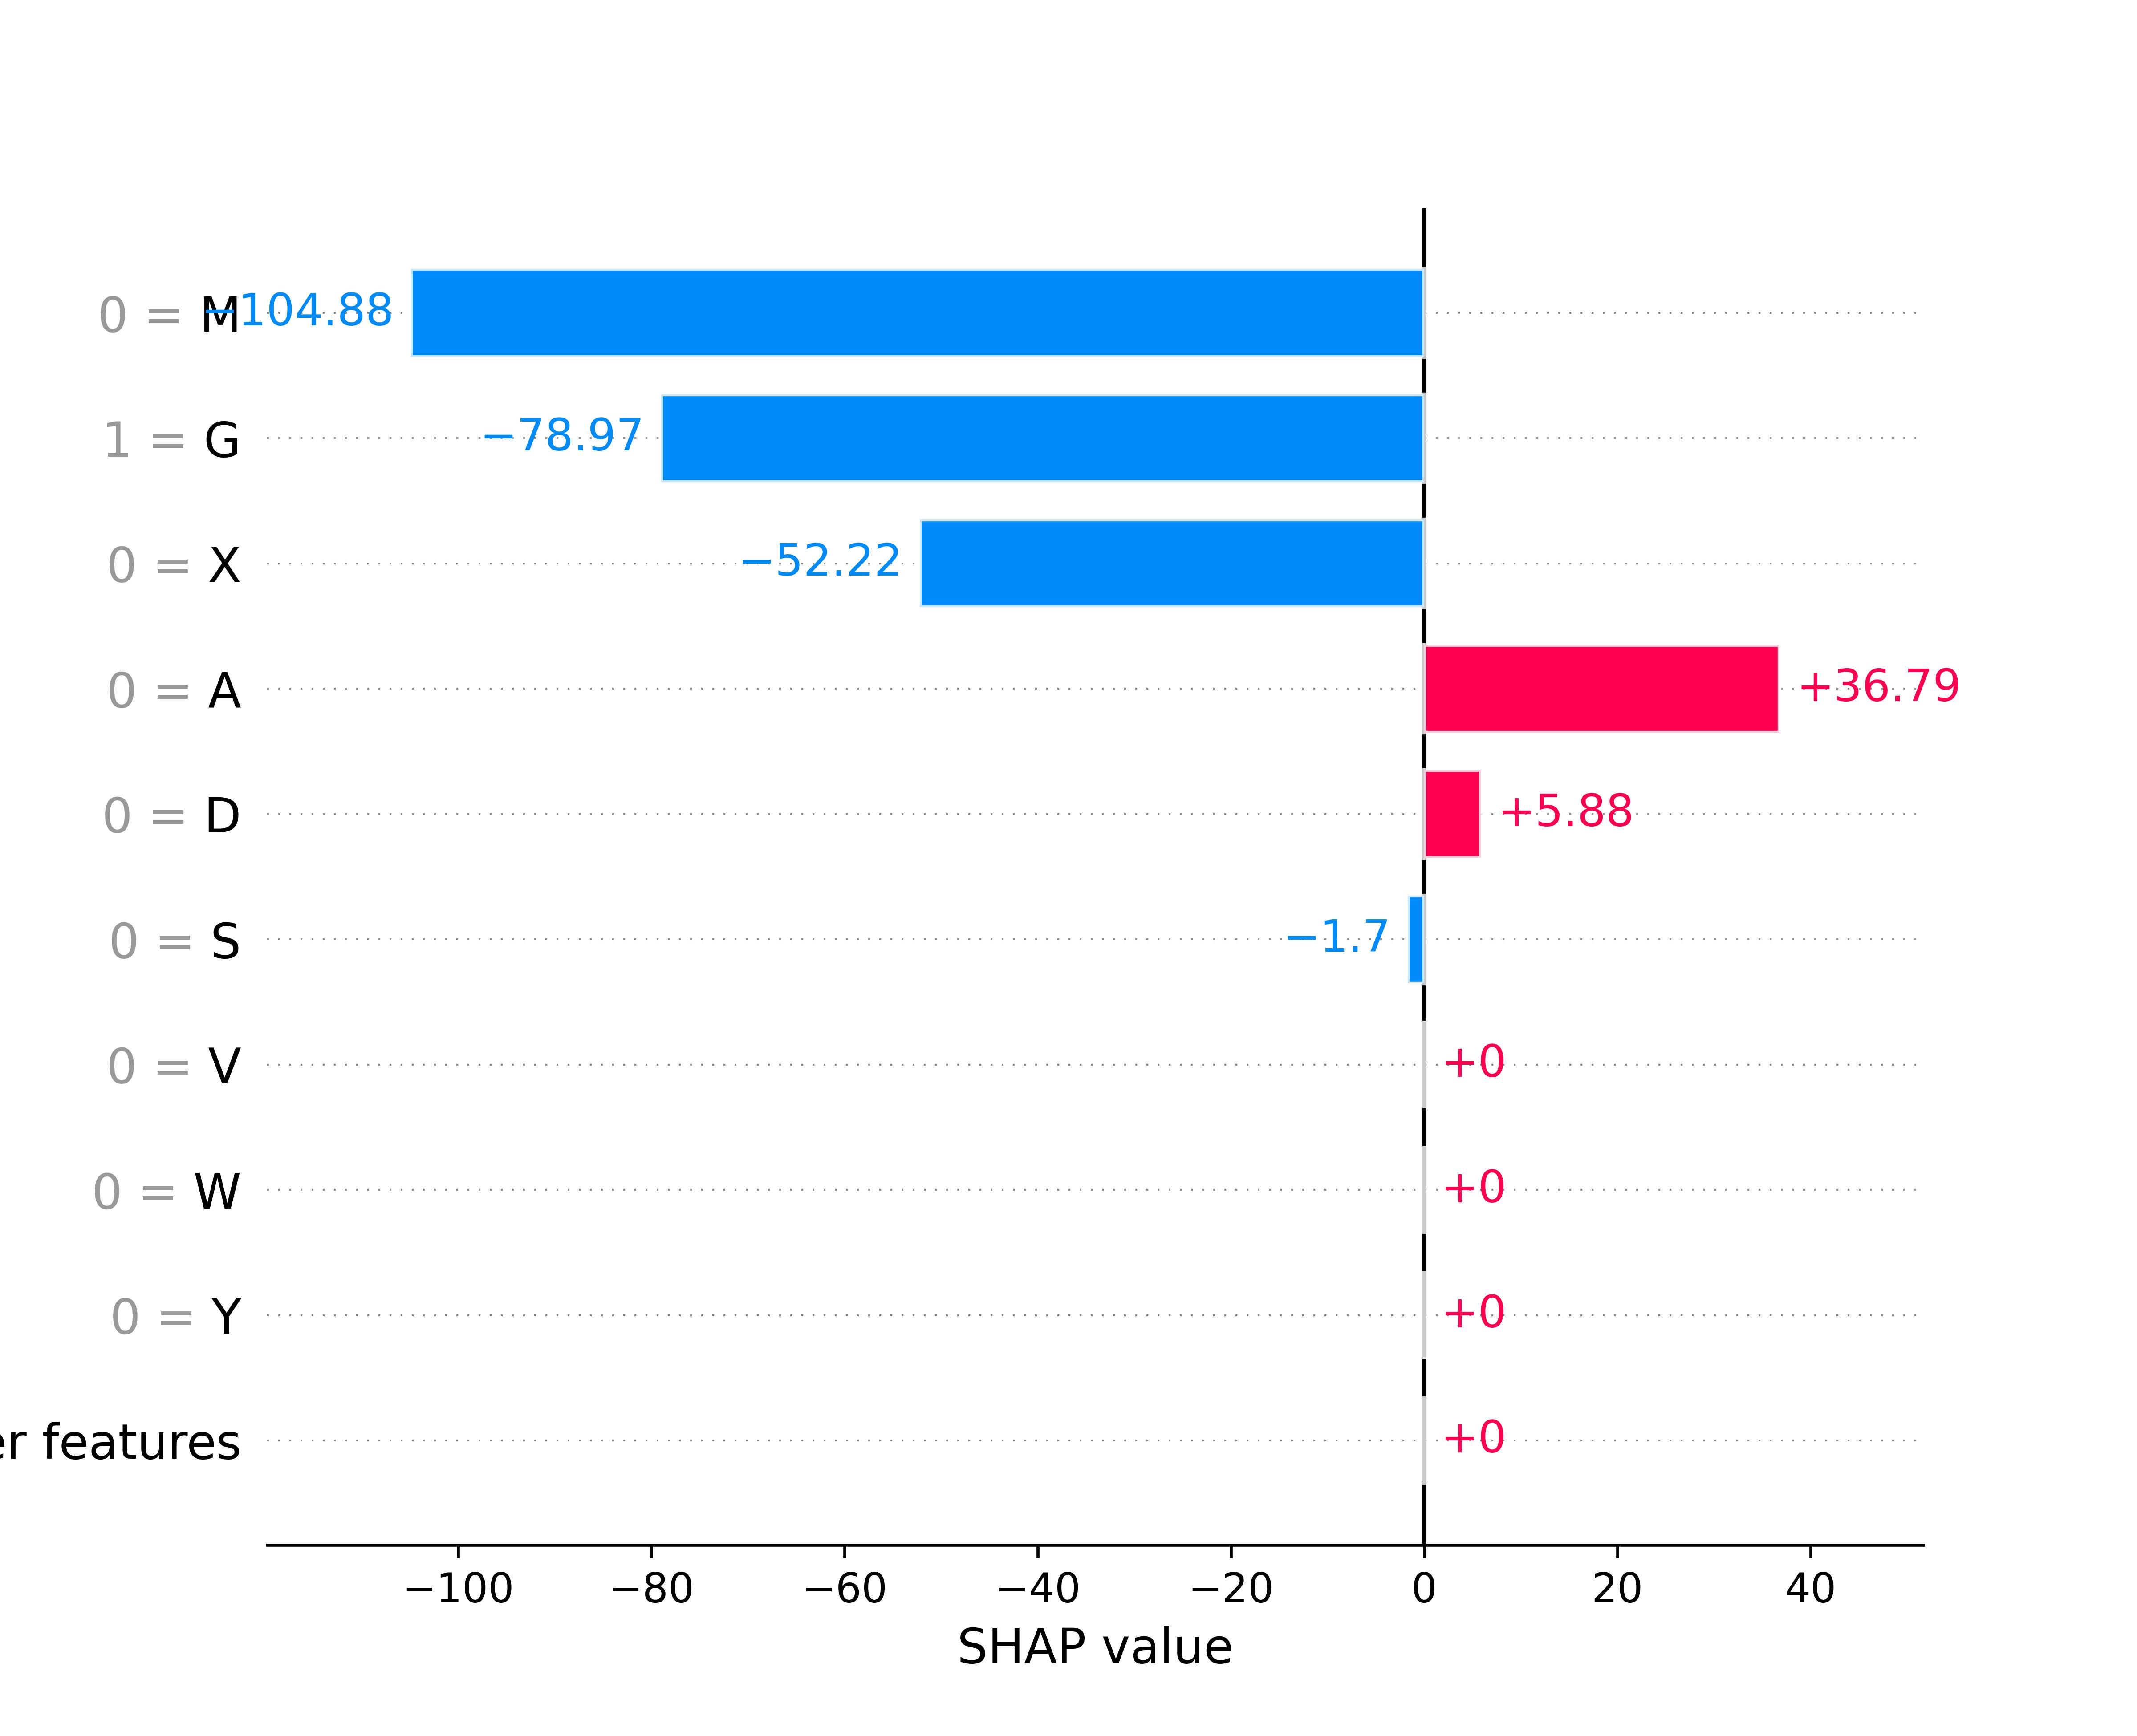 0 = M −104.88
1 = G −78.97
0 = X −52.22
0 = A +36.79
0 = D +5.88
0 = S −1.7
0 = V +0
0 = W +0
0 = Y +0
features +0
−100 −80 −60 −40 −20 0 20 40
SHAP value